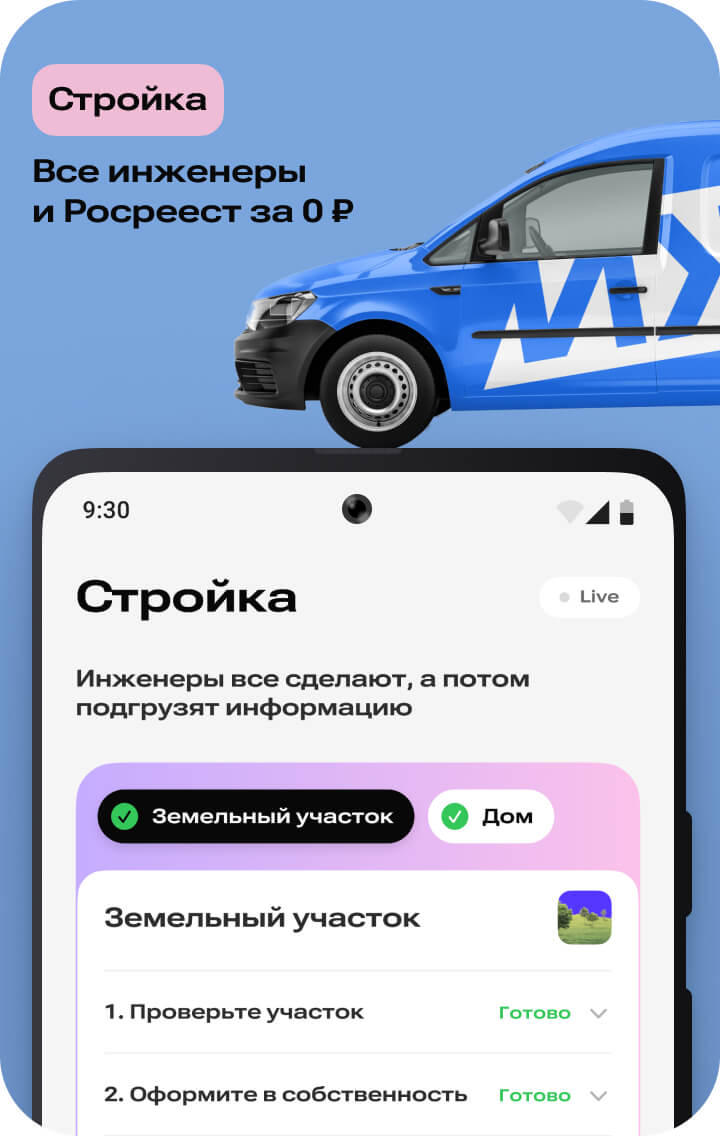 Стройка
Все инженеры
и Росреест за 0 ₽
9:30
Стройка
Live
Инженеры все сделают, а потом
подгрузят информацию
Земельный участок
Дом
Земельный участок
1. Проверьте участок
Готово
2. Оформите в собственность
Готово